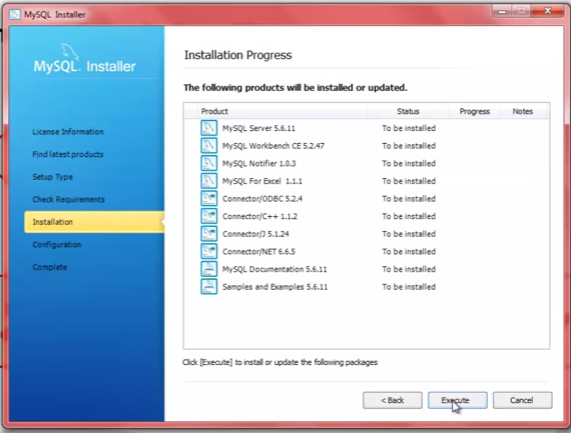 MySQL Installer
MySQL. Installer
License Information
Find latest products
Setup Type
Check Requirements
Installation
Configuration
Complete
Installation Progress
The following products will be installed or updated.
Product Status Progress Notes
MySQL Server 5.6.11 To be installed
MySQL Workbench CE 5.2.47 To be installed
MySQL Notifier 1.0.3 To be installed
MySQL For Excel 1.1.1 To be installed
Connector/ODBC 5.2.4 To be installed
Connector/C++ 1.1.2 To be installed
Connector/J 5.1.24 To be installed
Connector/NET 6.6.5 To be installed
MySQL Documentation 5.6.11 To be installed
Samples and Examples 5.6.11 To be installed
Click [Execute] to install or update the following packages
< Back Execute Cancel